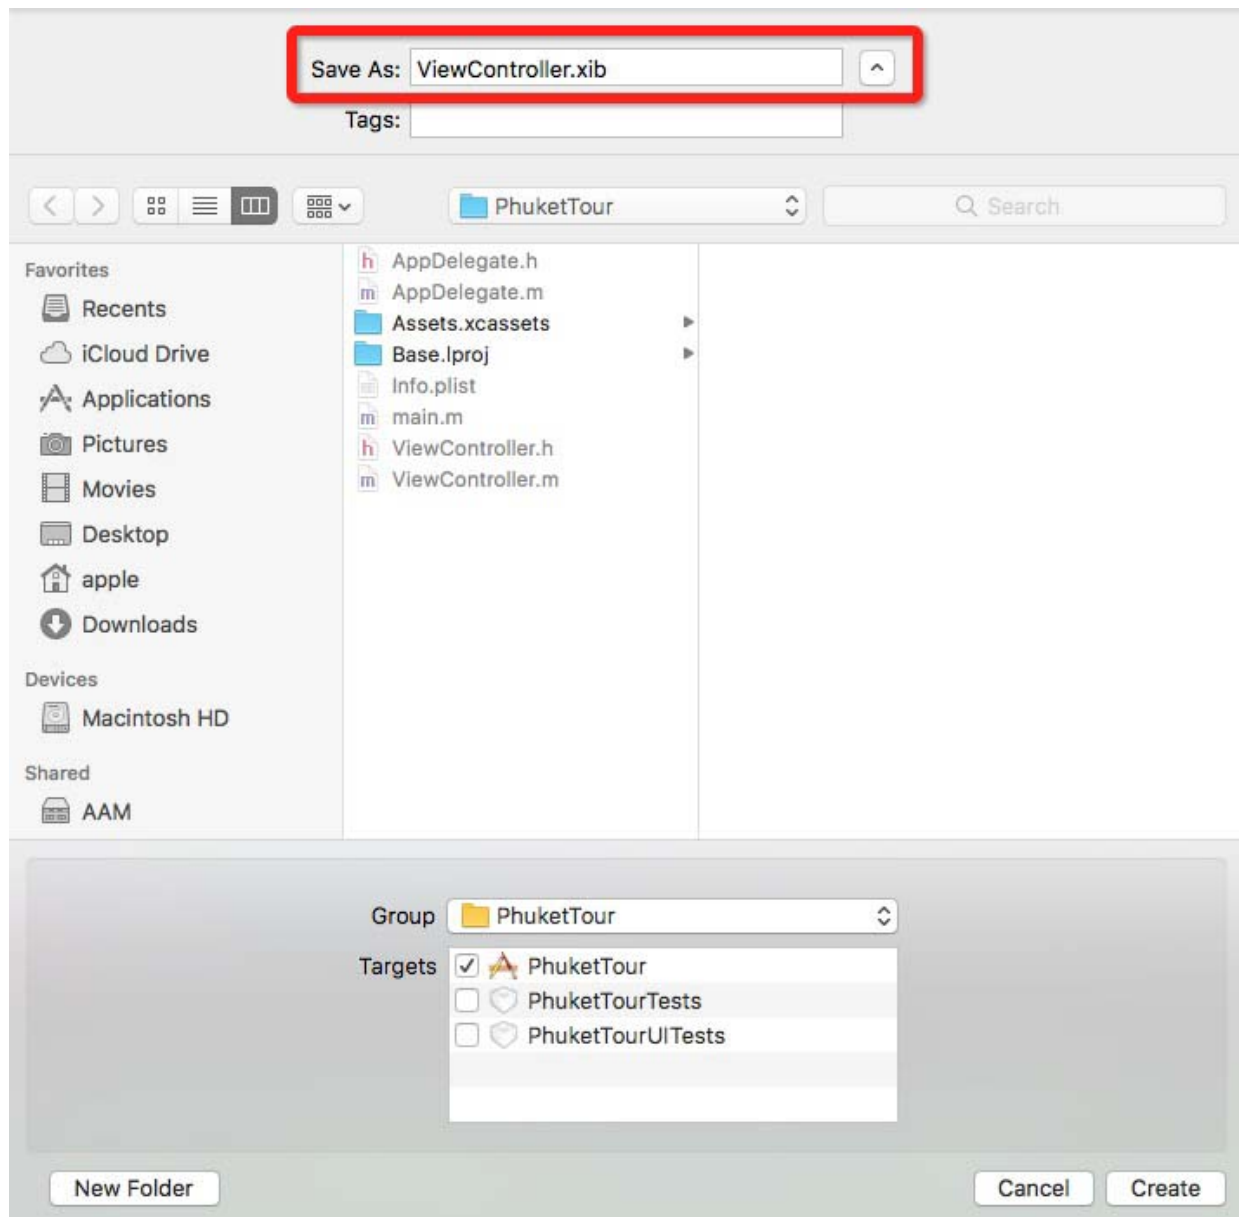 Save As: ViewController.xib
Tags:
PhuketTour
Search
Favorites
Recents
iCloud Drive
Applications
Pictures
Movies
Desktop
apple
Downloads
Devices
Macintosh HD
Shared
AAM
h AppDelegate.h
m AppDelegate.m
Assets.xcassets
Base.lproj
Info.plist
m main.m
h ViewController.h
m ViewController.m
Group PhuketTour
Targets PhuketTour
PhuketTourTests
PhuketTourUITests
New Folder
Cancel Create